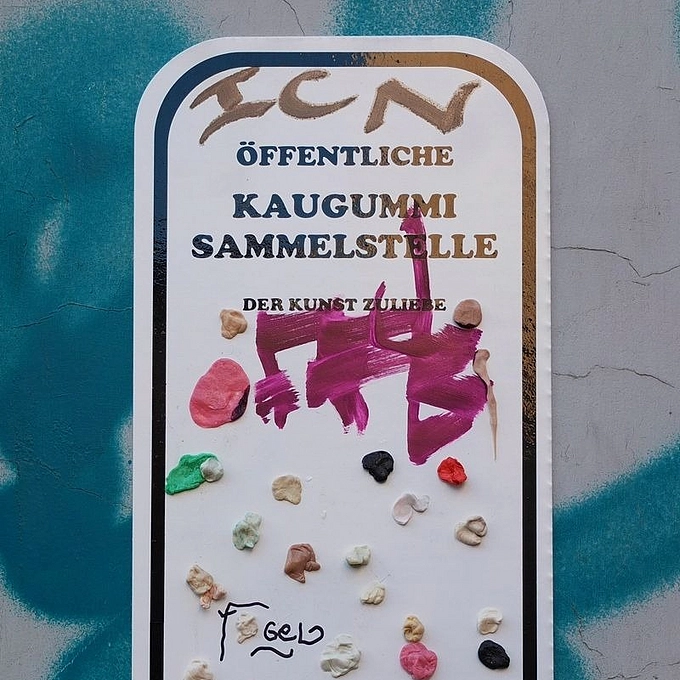 ICN
ÖFFENTLICHE
KAUGUMMI
SAMMELSTELLE
DER KUNST ZULIEBE